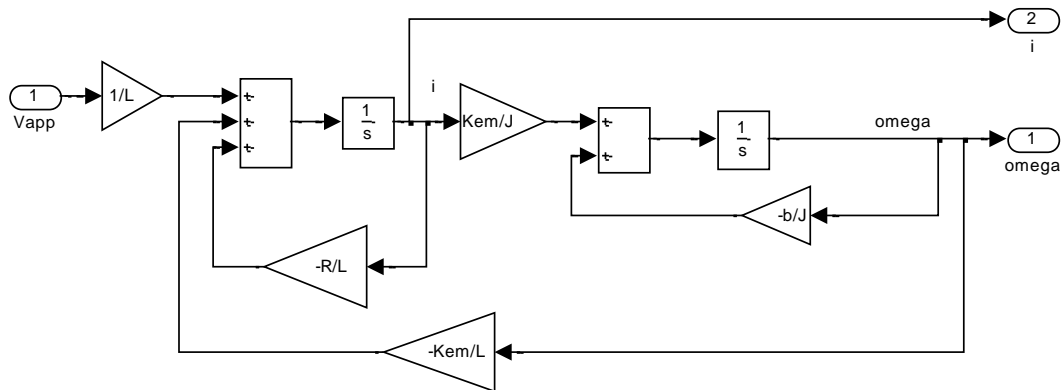 2
i
1
Vapp
1/L
+
+
+
1
s
i
Kem/J
+
+
1
s
omega
1
omega
-b/J
-R/L
-Kem/L